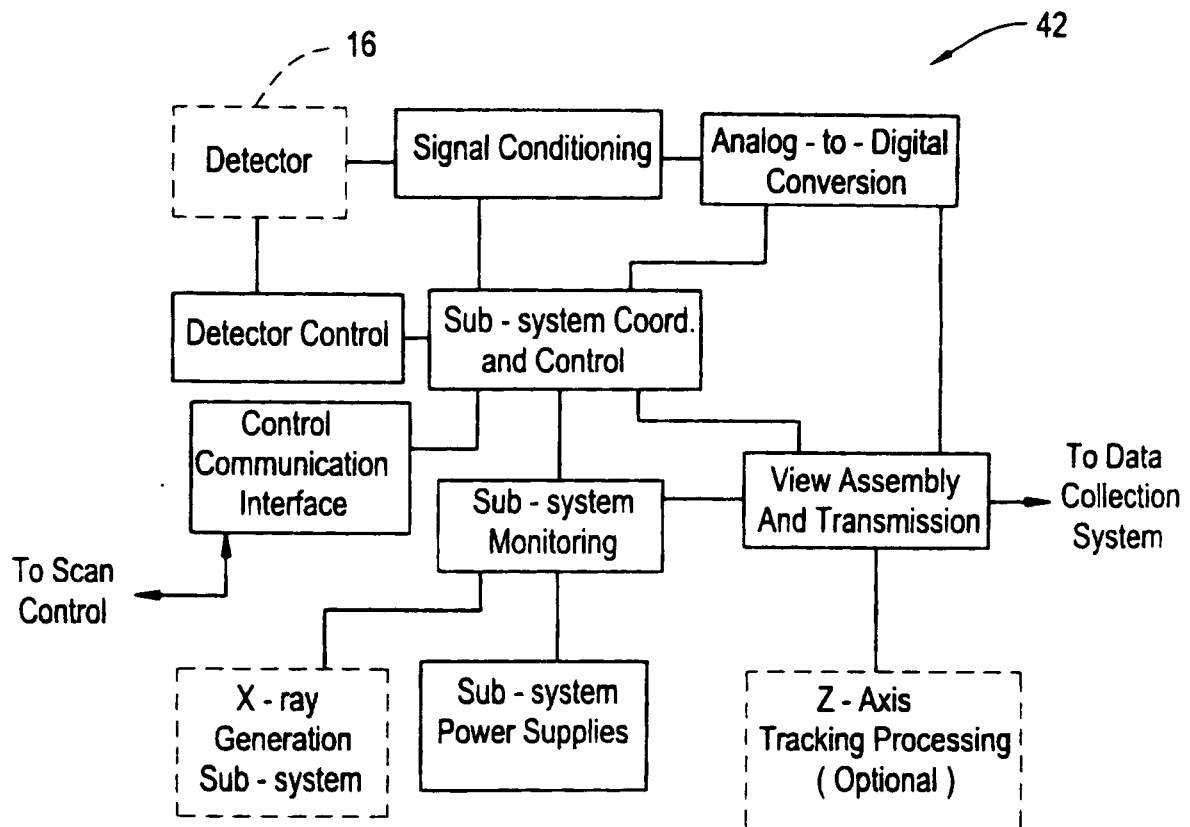 16
42
Detector
Signal Conditioning
Analog - to - Digital
Conversion
Detector Control
Sub - system Coord.
and Control
Control
Communication
Interface
Sub - system
Monitoring
View Assembly
And Transmission
To Data
Collection
System
To Scan
Control
X - ray
Generation
Sub - system
Sub - system
Power Supplies
Z - Axis
Tracking Processing
( Optional )